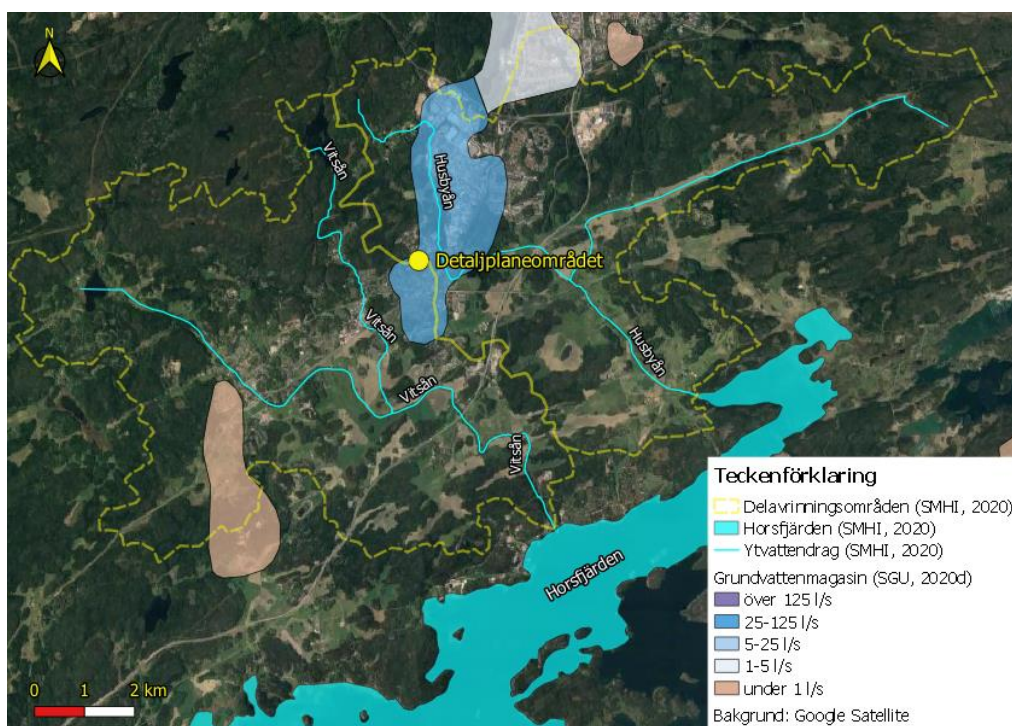 N
Vitsån
Husbyån
Detaljplaneområdet
Vitsån
Husbyån
Vitsån
Vitsån
Horsfjärden
0 1 2 km
Teckenförklaring
Delavrinningsområden (SMHI, 2020)
Horsfjärden (SMHI, 2020)
Ytvattendrag (SMHI, 2020)
Grundvattenmagasin (SGU, 2020d)
över 125 l/s
25-125 l/s
5-25 l/s
1-5 l/s
under 1 l/s
Bakgrund: Google Satellite